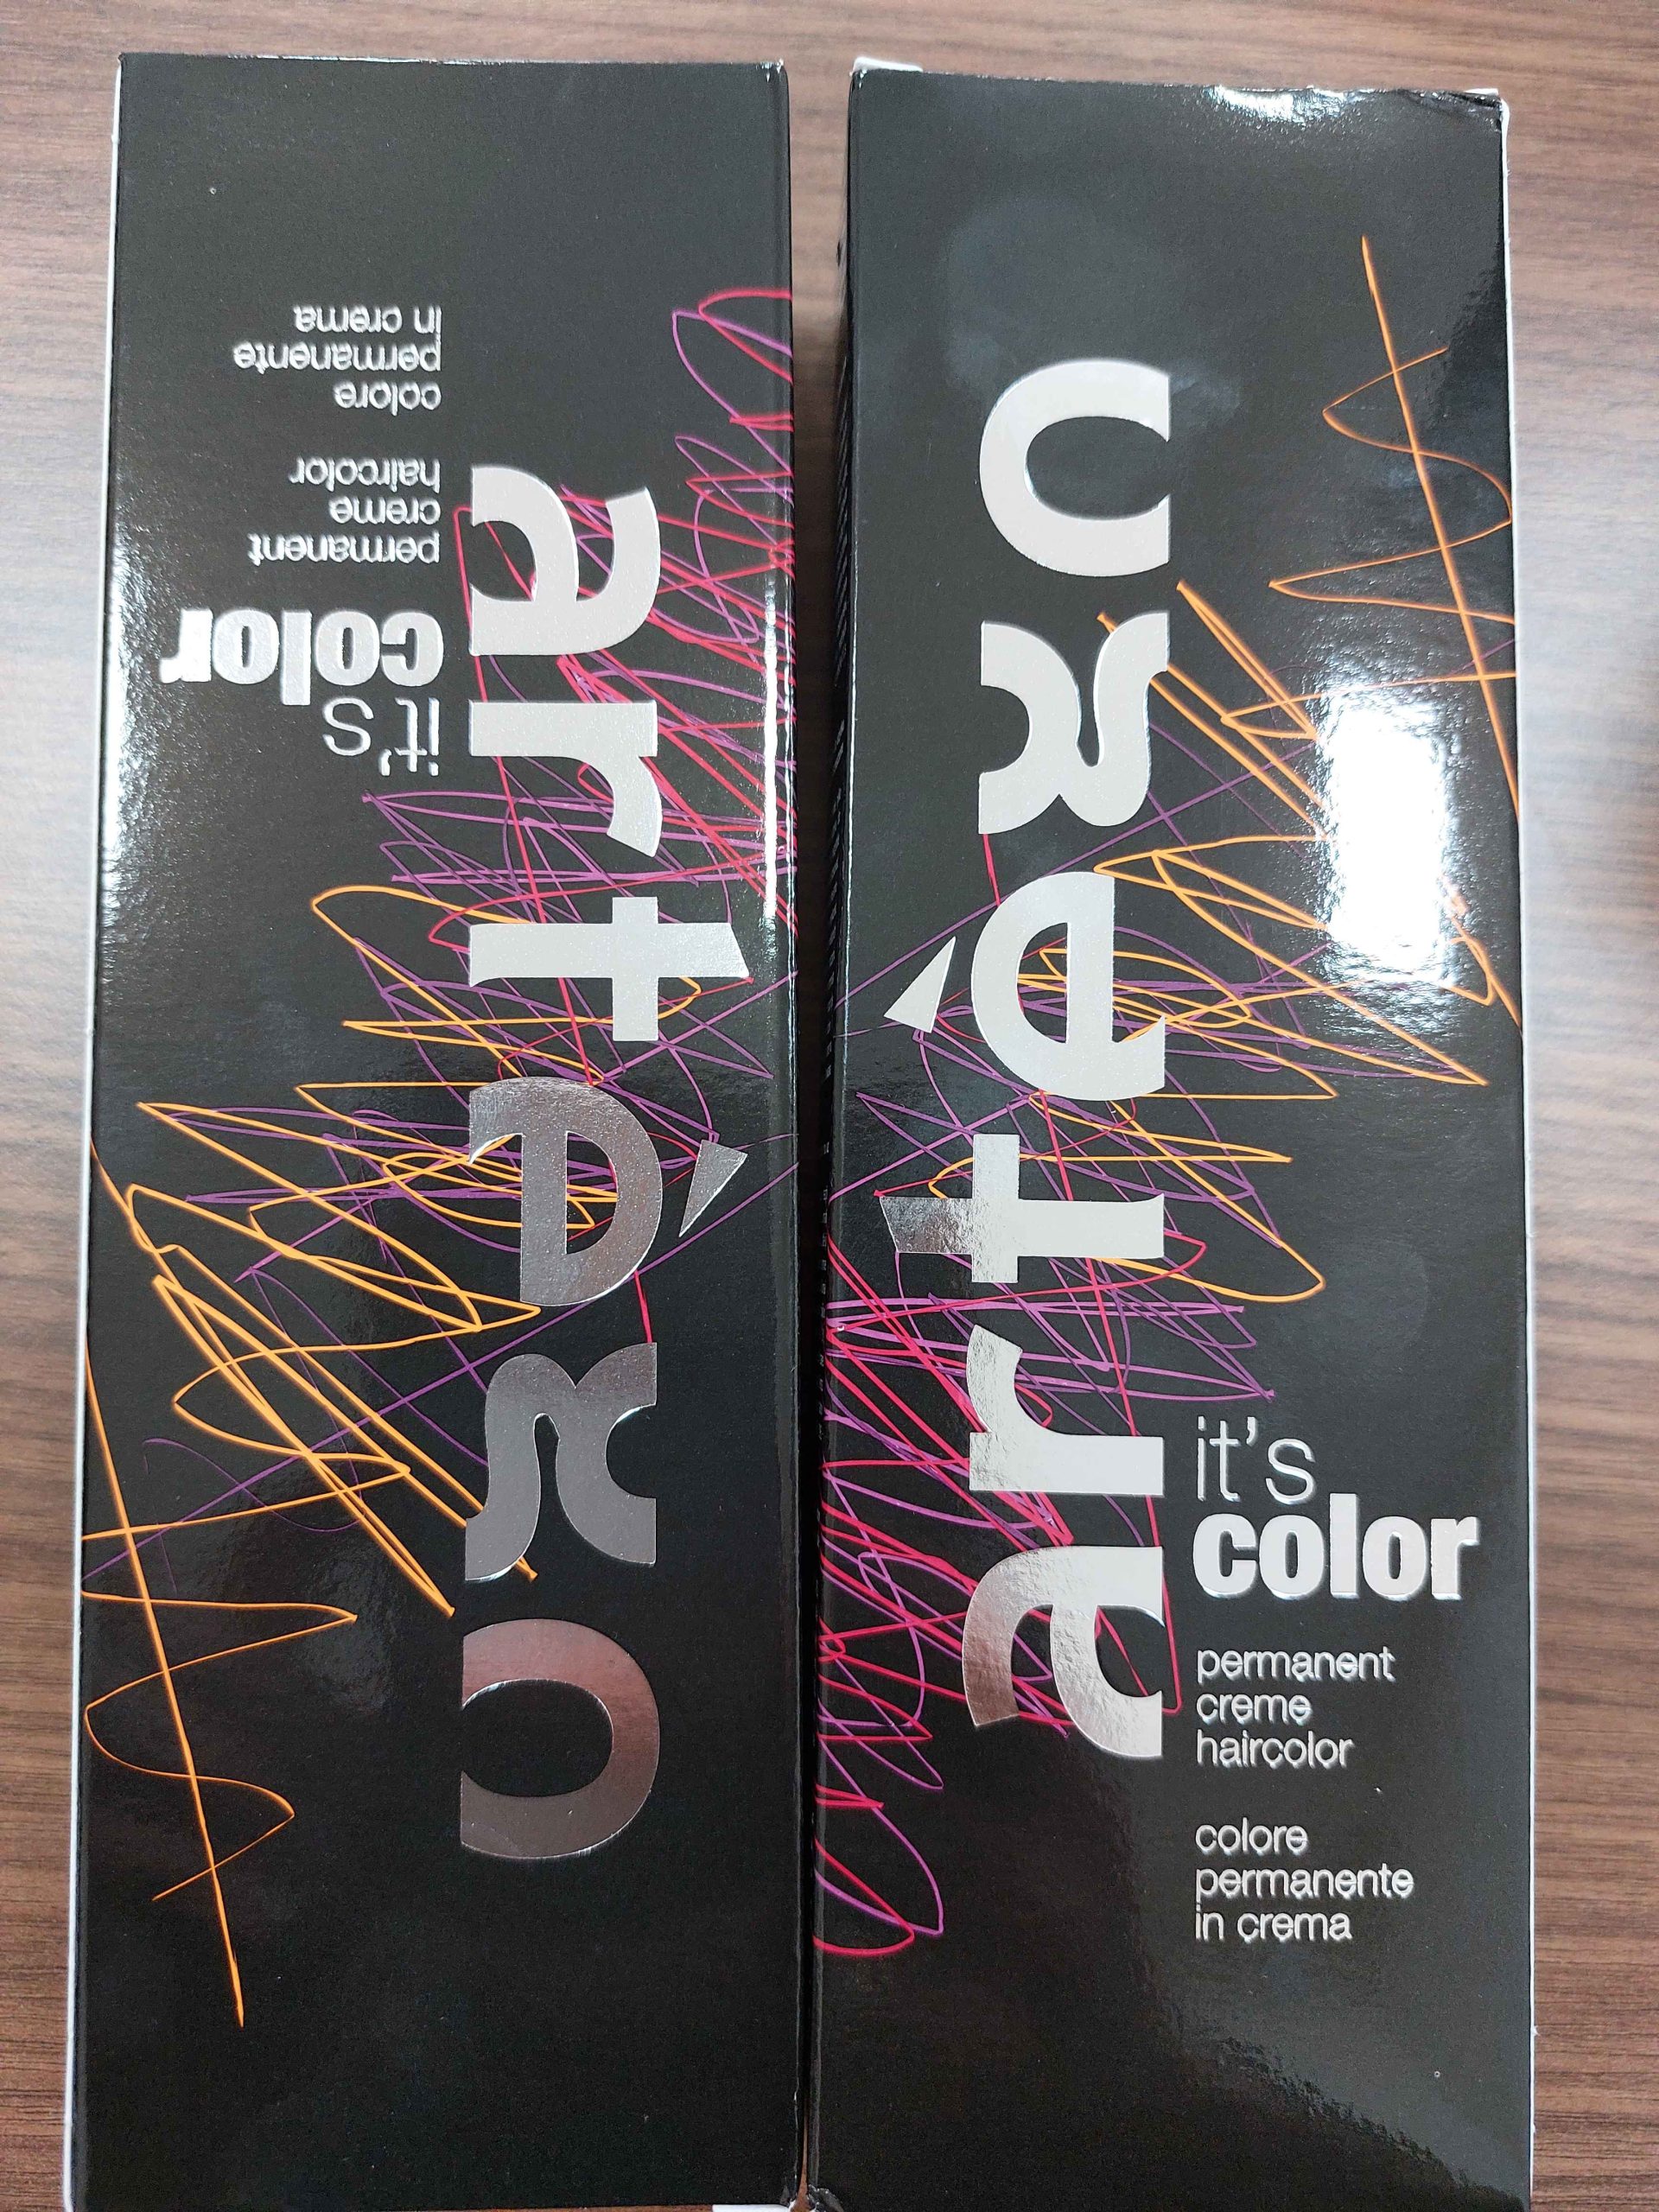 artègo
it's
color
permanent
creme
haircolor
colore
permanente
in crema
artègo
it's
color
permanent
creme
haircolor
colore
permanente
in crema